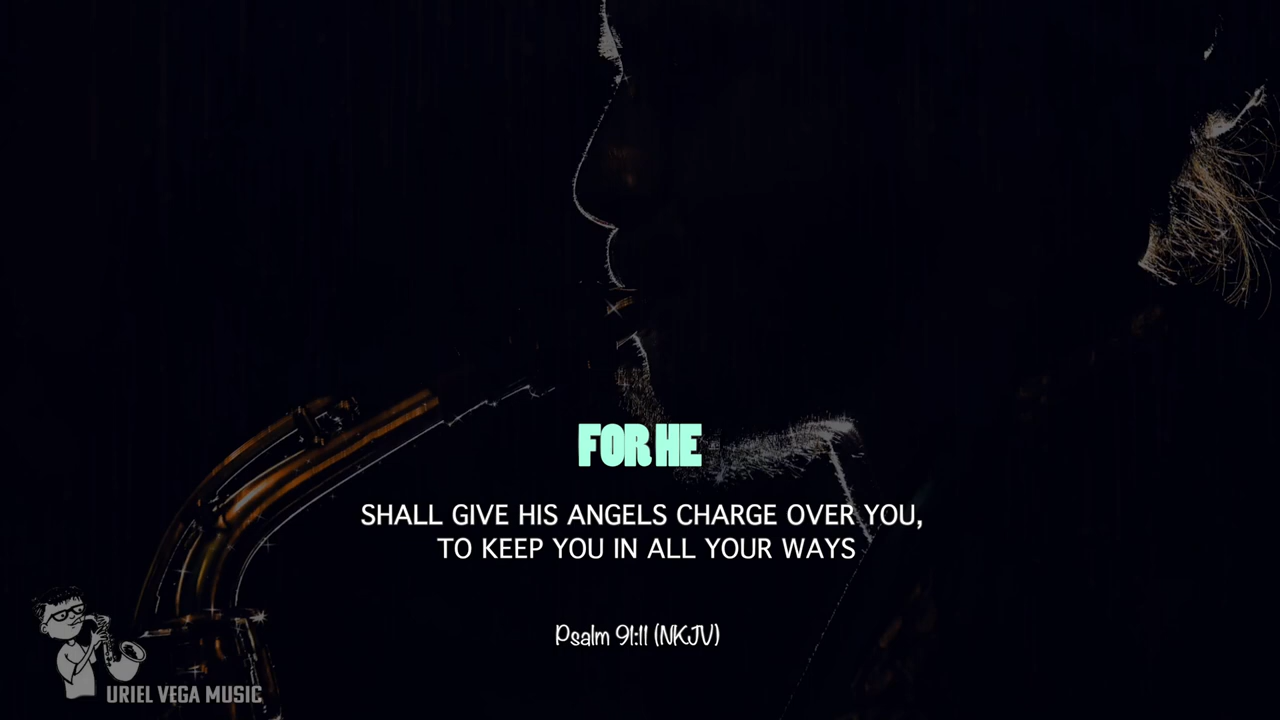 FOR HE
SHALL GIVE HIS ANGELS CHARGE OVER YOU,
TO KEEP YOU IN ALL YOUR WAYS
Psalm 91:11 (NKJV)
URIEL VEGA MUSIC